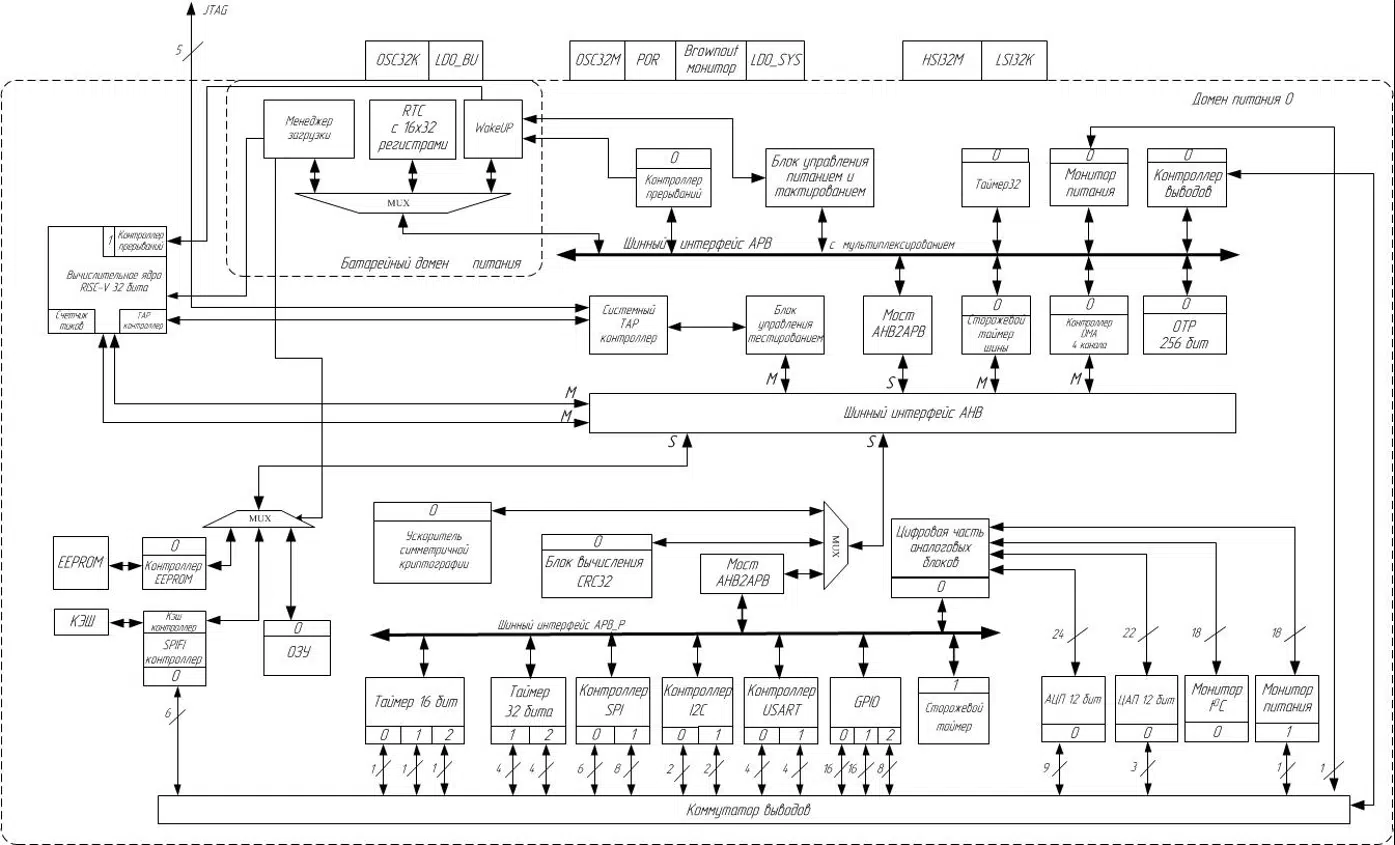 JTAG
5
OSC32K
LDO_BU
OSC32M
POR
Brownout
монитор
LDO_SYS
HSI32M
LSI32K
Домен питания 0
Менеджер
загрузки
RTC
с 16x32
регистрами
WakeUP
MUX
Батарейный домен питания
0
Контроллер
прерываний
Блок управления
питанием и
тактированием
0
Таймер32
0
Монитор
питания
0
Контроллер
выводов
Шинный интерфейс APB с мультиплексированием
1
Контроллер
прерываний
Вычислительное ядро
RISC-V 32 бита
Счетчик
тиков
TAP
контроллер
Системный
TAP
контроллер
Блок
управления
тестированием
Мост
AHB2APB
0
Сторожевой
таймер
шины
0
Контроллер
DMA
4 канала
0
OTP
256 бит
M
S
M
M
M
M
Шинный интерфейс AHB
S
S
MUX
EEPROM
0
Контроллер
EEPROM
КЭШ
Кэш
контроллер
SPIFI
контроллер
0
0
ОЗУ
6
0
Ускоритель
симметричной
криптографии
0
Блок вычисления
CRC32
Мост
AHB2APB
MUX
Цифровая часть
аналоговых
блоков
0
Шинный интерфейс APB_P
24
22
18
18
Таймер 16 бит
0 1 2
Таймер
32 бита
1 2
Контроллер
SPI
0 1
Контроллер
I2C
0 1
Контроллер
USART
0 1
GPIO
0 1 2
1
Сторожевой
таймер
АЦП 12 бит
0
ЦАП 12 бит
0
Монитор
t°C
0
Монитор
питания
1
1 1 1 4 4 6 8 2 2 4 4 16 16 8 9 3 1 1
Коммутатор выводов